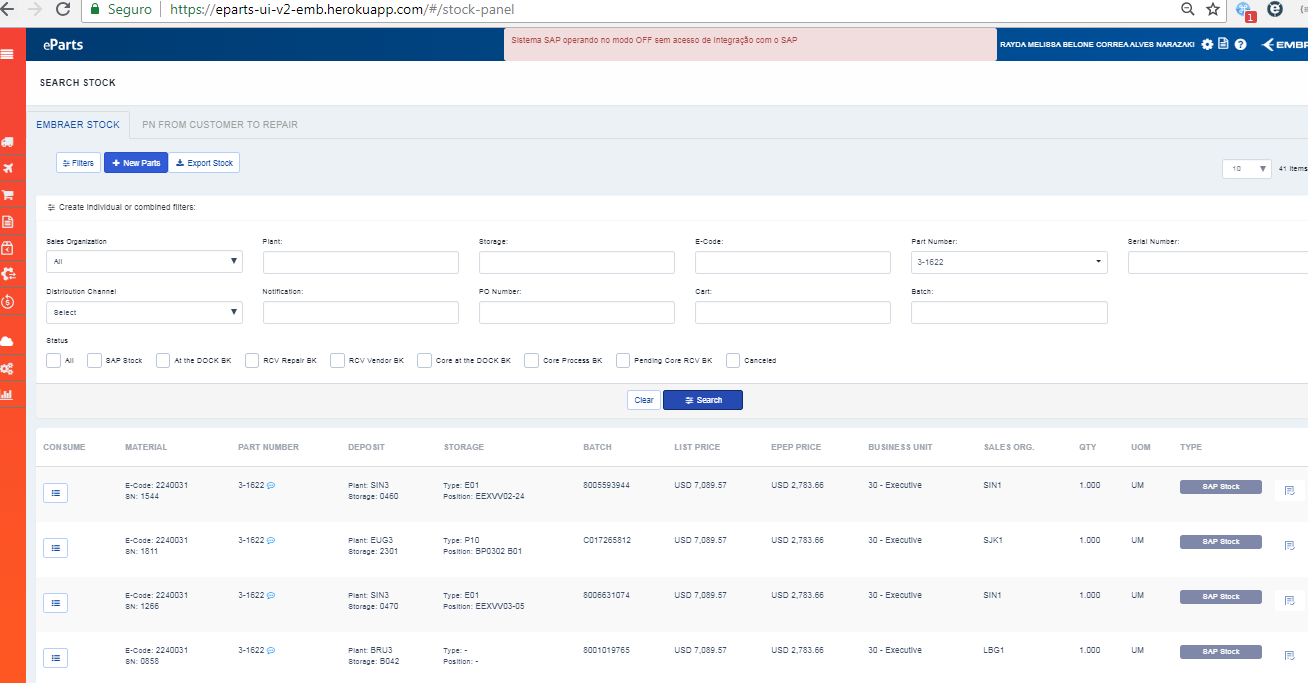 Seguro https://eparts-ui-v2-emb.herokuapp.com/#/stock-panel
1
eParts
Sistema SAP operando no modo OFF sem acesso de integração com o SAP
RAYDA MELISSA BELONE CORREA ALVES NARAZAKI
SEARCH STOCK
EMBRAER STOCK PN FROM CUSTOMER TO REPAIR
Filters New Parts Export Stock
10 41 items
Create individual or combined filters:
Sales Organization Plant: Storage: E-Code: Part Number: Serial Number:
All 3-1622
Distribution Channel Notification: PO Number: Cart: Batch:
Select
Status
All SAP Stock At the DOCK BK RCV Repair BK RCV Vendor BK Core at the DOCK BK Core Process BK Pending Core RCV BK Canceled
Clear Search
CONSUME MATERIAL PART NUMBER DEPOSIT STORAGE BATCH LIST PRICE EPEP PRICE BUSINESS UNIT SALES ORG. QTY UOM TYPE
E-Code: 2240031 3-1622 Plant: SIN3 Type: E01 8005593944 USD 7,089.57 USD 2,783.66 30 - Executive SIN1 1.000 UM SAP Stock
SN: 1544 Storage: 0460 Position: EEXVV02-24
E-Code: 2240031 3-1622 Plant: EUG3 Type: P10 C017265812 USD 7,089.57 USD 2,783.66 30 - Executive SJK1 1.000 UM SAP Stock
SN: 1811 Storage: 2301 Position: BP0302 B01
E-Code: 2240031 3-1622 Plant: SIN3 Type: E01 8006631074 USD 7,089.57 USD 2,783.66 30 - Executive SIN1 1.000 UM SAP Stock
SN: 1266 Storage: 0470 Position: EEXVV03-05
E-Code: 2240031 3-1622 Plant: BRU3 Type: - 8001019765 USD 7,089.57 USD 2,783.66 30 - Executive LBG1 1.000 UM SAP Stock
SN: 0858 Storage: B042 Position: -